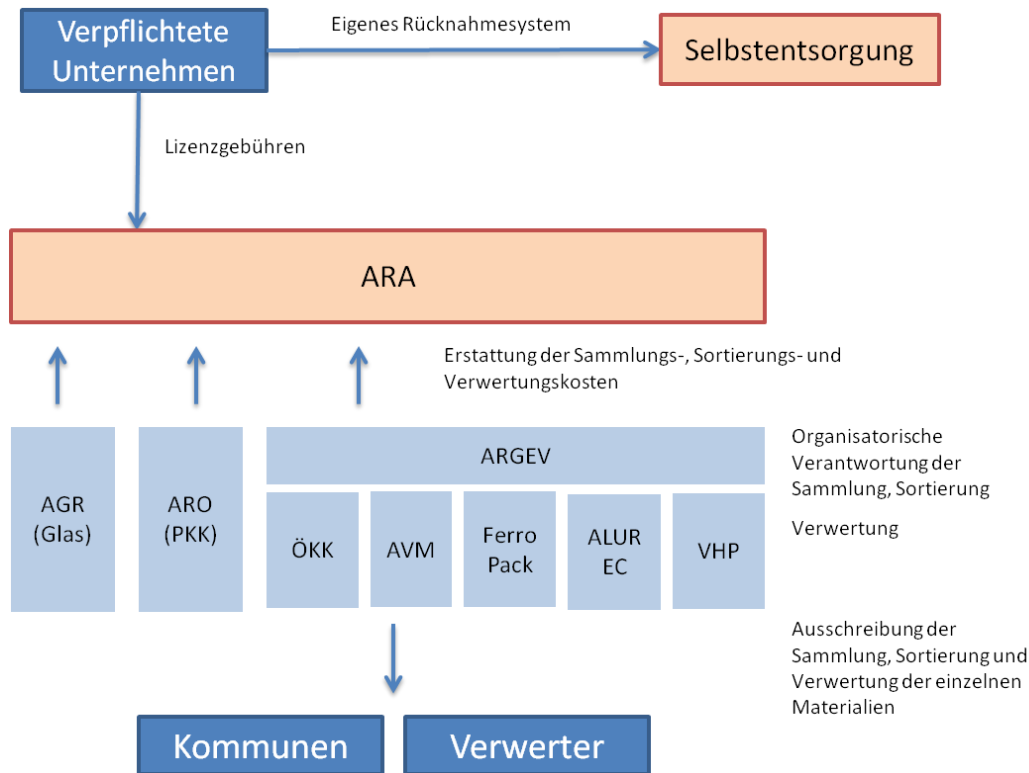 Verpflichtete
Unternehmen
Eigenes Rücknahmesystem
Selbstentsorgung
Lizenzgebühren
ARA
Erstattung der Sammlungs-, Sortierungs- und
Verwertungskosten
AGR
(Glas)
ARO
(PKK)
ARGEV
ÖKK
AVM
Ferro
Pack
ALUR
EC
VHP
Organisatorische
Verantwortung der
Sammlung, Sortierung
Verwertung
Ausschreibung der
Sammlung, Sortierung und
Verwertung der einzelnen
Materialien
Kommunen
Verwerter